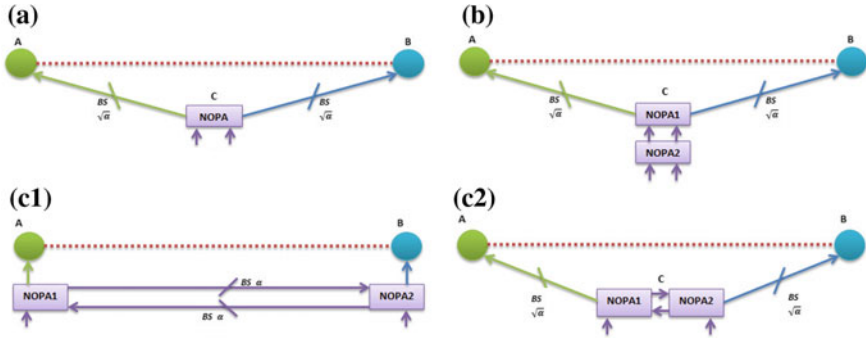 (a)
A
B
C
BS
√α
NOPA
BS
√α
(b)
A
B
C
BS
√α
NOPA1
BS
√α
NOPA2
(c1)
A
B
NOPA1
BS α
NOPA2
BS α
(c2)
A
B
C
BS
√α
NOPA1
NOPA2
BS
√α